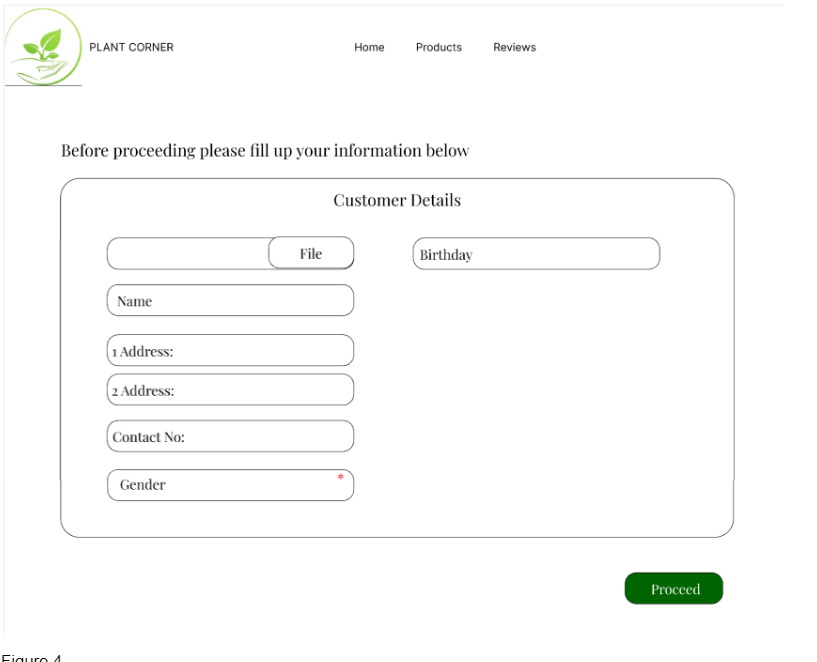 PLANT CORNER Home Products Reviews
Before proceeding please fill up your information below
Customer Details
File Birthday
Name
1 Address:
2 Address:
Contact No:
Gender *
Proceed
Figure 4